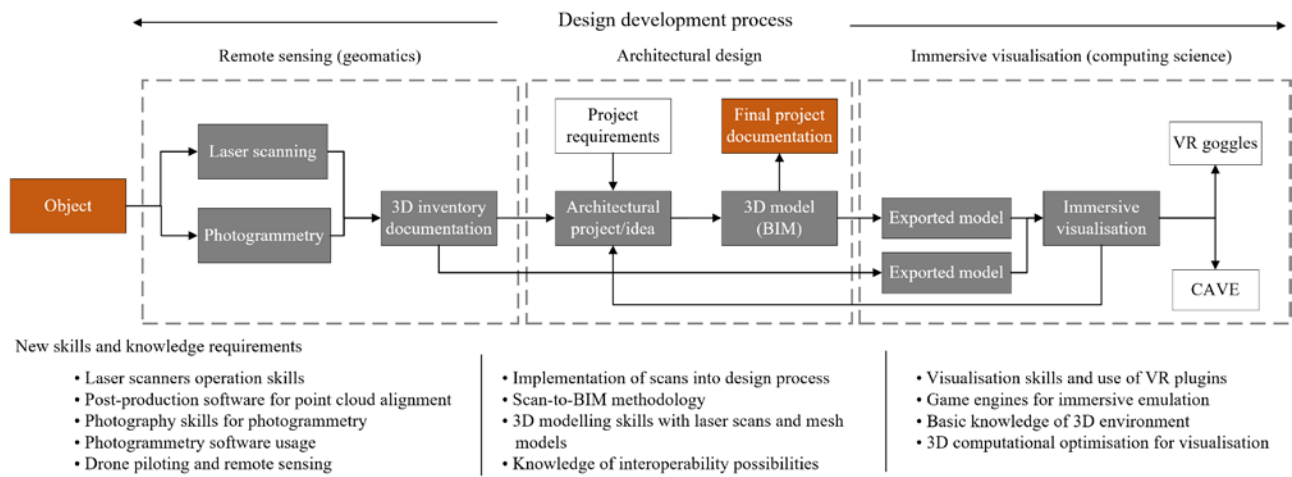 Design development process
Remote sensing (geomatics)
Architectural design
Immersive visualisation (computing science)
Object
Laser scanning
Photogrammetry
3D inventory
documentation
Project
requirements
Architectural
project/idea
Final project
documentation
3D model
(BIM)
Exported model
Exported model
Immersive
visualisation
VR goggles
CAVE
New skills and knowledge requirements
• Laser scanners operation skills
• Post-production software for point cloud alignment
• Photography skills for photogrammetry
• Photogrammetry software usage
• Drone piloting and remote sensing
• Implementation of scans into design process
• Scan-to-BIM methodology
• 3D modelling skills with laser scans and mesh
models
• Knowledge of interoperability possibilities
• Visualisation skills and use of VR plugins
• Game engines for immersive emulation
• Basic knowledge of 3D environment
• 3D computational optimisation for visualisation